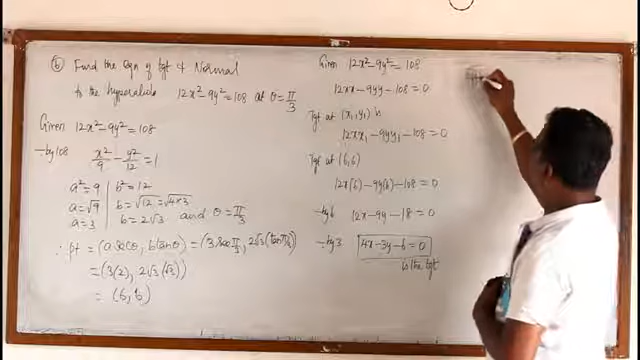 ⑥ Find the eqn of tgt & Normal
to the hyperbola 12x² – 9y² = 108 at θ = π/3
Given 12x² – 9y² = 108
÷ by 108 x²/9 – y²/12 = 1
a² = 9 | b² = 12
a = √9 | b = √12 = √4×3
a = 3 | b = 2√3 and θ = π/3
∴ pt = (a secθ, b tanθ) = (3 sec π/3, 2√3 (tan π/3))
= (3(2), 2√3 (√3))
= (6, 6)
Given 12x² – 9y² = 108
12xx – 9yy – 108 = 0
Tgt at (x₁, y₁) is
12xx₁ – 9yy₁ – 108 = 0
Tgt at (6, 6)
12x(6) – 9y(6) – 108 = 0
÷ by 6 12x – 9y – 18 = 0
÷ by 3 4x – 3y – 6 = 0
is the tgt